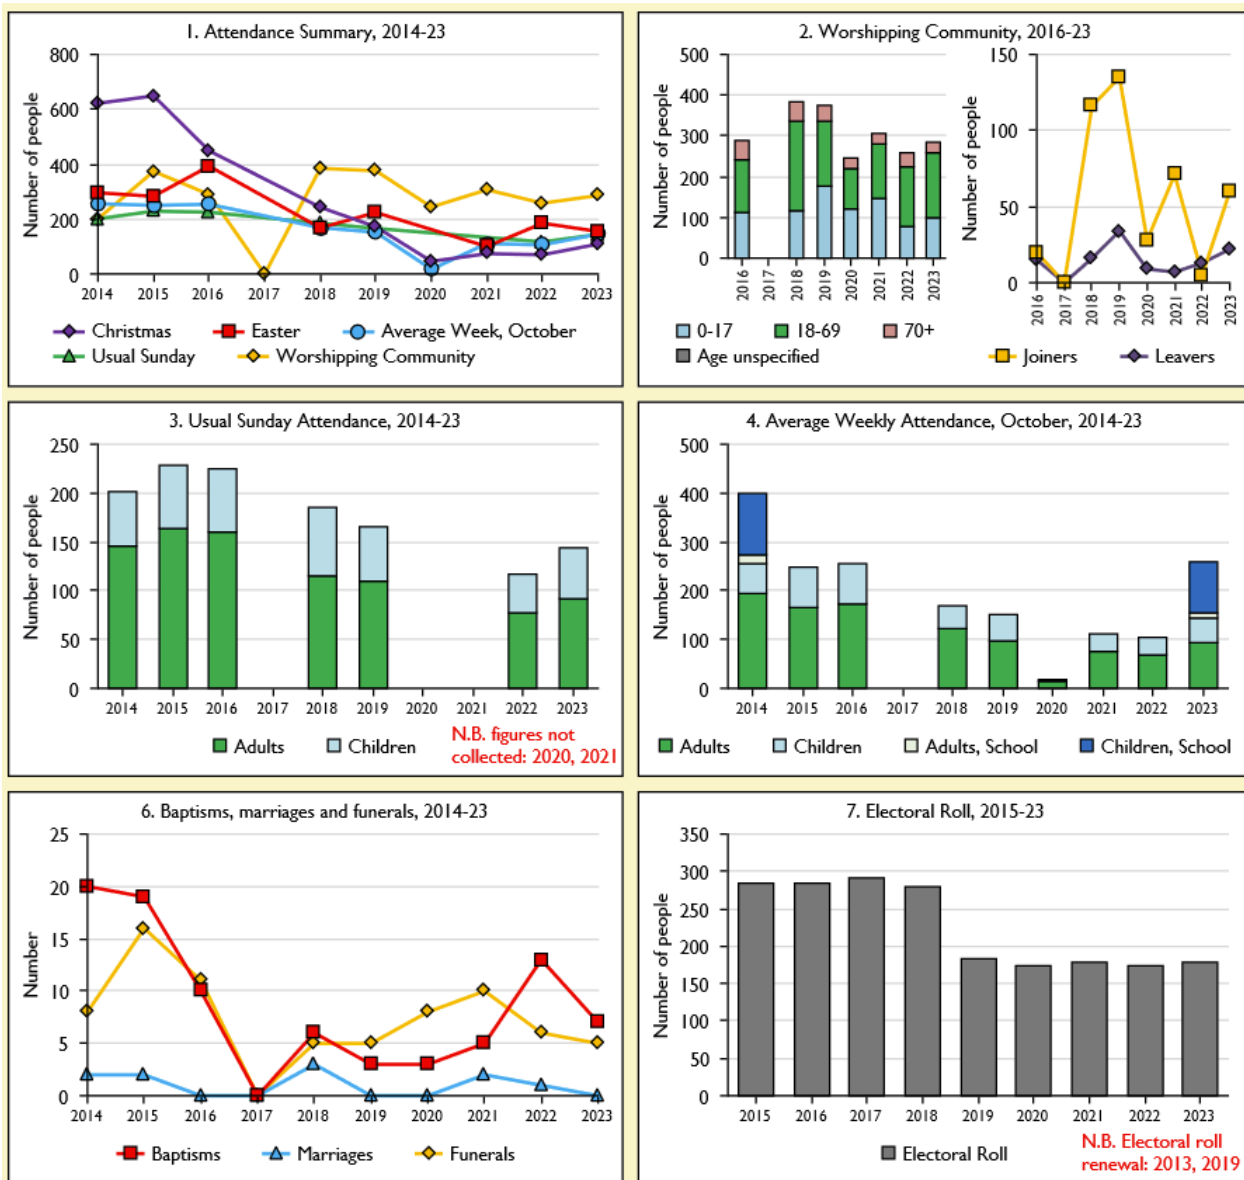 1. Attendance Summary, 2014-23
Number of people
800
600
400
200
0
2014 2015 2016 2017 2018 2019 2020 2021 2022 2023
Christmas Easter Average Week, October
Usual Sunday Worshipping Community
2. Worshipping Community, 2016-23
Number of people
500
400
300
200
100
0
2016 2017 2018 2019 2020 2021 2022 2023
0-17 18-69 70+
Age unspecified
Number of people
150
100
50
0
2016 2017 2018 2019 2020 2021 2022 2023
Joiners Leavers
3. Usual Sunday Attendance, 2014-23
Number of people
250
200
150
100
50
0
2014 2015 2016 2017 2018 2019 2020 2021 2022 2023
Adults Children
N.B. figures not
collected: 2020, 2021
4. Average Weekly Attendance, October, 2014-23
Number of people
500
400
300
200
100
0
2014 2015 2016 2017 2018 2019 2020 2021 2022 2023
Adults Children Adults, School Children, School
6. Baptisms, marriages and funerals, 2014-23
Number
25
20
15
10
5
0
2014 2015 2016 2017 2018 2019 2020 2021 2022 2023
Baptisms Marriages Funerals
7. Electoral Roll, 2015-23
Number of people
350
300
250
200
150
100
50
0
2015 2016 2017 2018 2019 2020 2021 2022 2023
Electoral Roll
N.B. Electoral roll
renewal: 2013, 2019